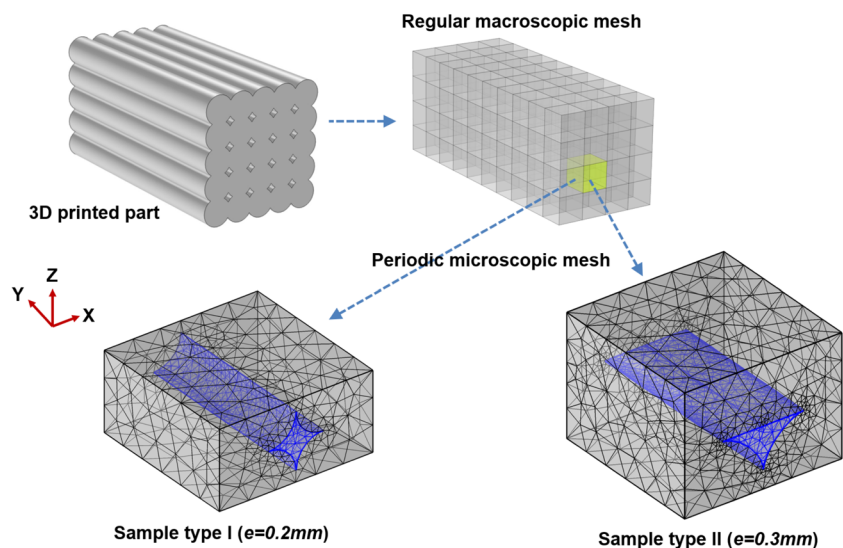 Regular macroscopic mesh
3D printed part
Periodic microscopic mesh
Z
Y
X
Sample type I (e=0.2mm)
Sample type II (e=0.3mm)